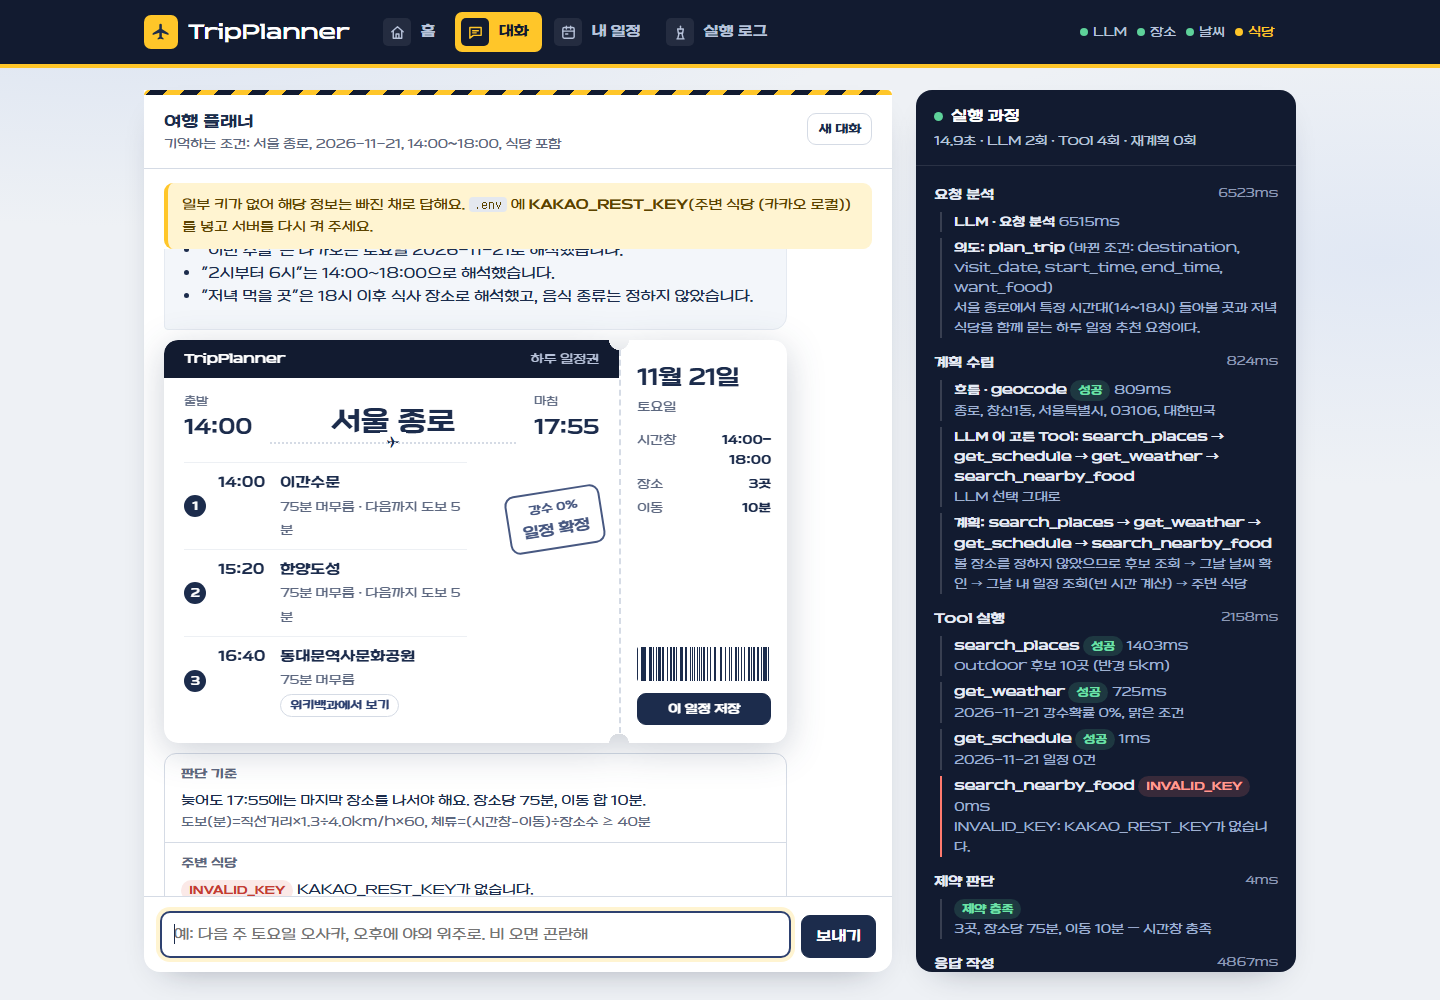 TripPlanner
홈
대화
내 일정
실행 로그
LLM
장소
날씨
식당
여행 플래너
기억하는 조건: 서울 종로, 2026-11-21, 14:00~18:00, 식당 포함
새 대화
일부 키가 없어 해당 정보는 빠진 채로 답해요. .env 에 KAKAO_REST_KEY(주변 식당 (카카오 로컬))
를 넣고 서버를 다시 켜 주세요.
"이번 주말"은 다가오는 토요일 2026-11-21로 해석했습니다.
"2시부터 6시"는 14:00~18:00으로 해석했습니다.
"저녁 먹을 곳"은 18시 이후 식사 장소로 해석했고, 음식 종류는 정하지 않았습니다.
TripPlanner
하루 일정권
출발
14:00
서울 종로
마침
17:55
1
14:00 이간수문
75분 머무름 · 다음까지 도보 5
분
2
15:20 한양도성
75분 머무름 · 다음까지 도보 5
분
3
16:40 동대문역사문화공원
75분 머무름
위키백과에서 보기
강수 0%
일정 확정
11월 21일
토요일
시간창 14:00–
18:00
장소 3곳
이동 10분
이 일정 저장
판단 기준
늦어도 17:55에는 마지막 장소를 나서야 해요. 장소당 75분, 이동 합 10분.
도보(분)=직선거리×1.3÷4.0km/h×60, 체류=(시간창-이동)÷장소수 ≥ 40분
주변 식당
INVALID_KEY KAKAO_REST_KEY가 없습니다.
예: 다음 주 토요일 오사카, 오후에 야외 위주로. 비 오면 곤란해
보내기
실행 과정
14.9초 · LLM 2회 · Tool 4회 · 재계획 0회
요청 분석 6523ms
LLM · 요청 분석 6515ms
의도: plan_trip (바뀐 조건: destination,
visit_date, start_time, end_time,
want_food)
서울 종로에서 특정 시간대(14~18시) 돌아볼 곳과 저녁
식당을 함께 묻는 하루 일정 추천 요청이다.
계획 수립 824ms
흐름 · geocode 성공 809ms
종로, 창신1동, 서울특별시, 03106, 대한민국
LLM 이 고른 Tool: search_places →
get_schedule → get_weather →
search_nearby_food
LLM 선택 그대로
계획: search_places → get_weather →
get_schedule → search_nearby_food
볼 장소를 정하지 않았으므로 후보 조회 → 그날 날씨 확
인 → 그날 내 일정 조회(빈 시간 계산) → 주변 식당
Tool 실행 2158ms
search_places 성공 1403ms
outdoor 후보 10곳 (반경 5km)
get_weather 성공 725ms
2026-11-21 강수확률 0%, 맑은 조건
get_schedule 성공 1ms
2026-11-21 일정 0건
search_nearby_food INVALID_KEY
0ms
INVALID_KEY: KAKAO_REST_KEY가 없습니
다.
제약 판단 4ms
제약 충족
3곳, 장소당 75분, 이동 10분 — 시간창 충족
응답 작성 4867ms